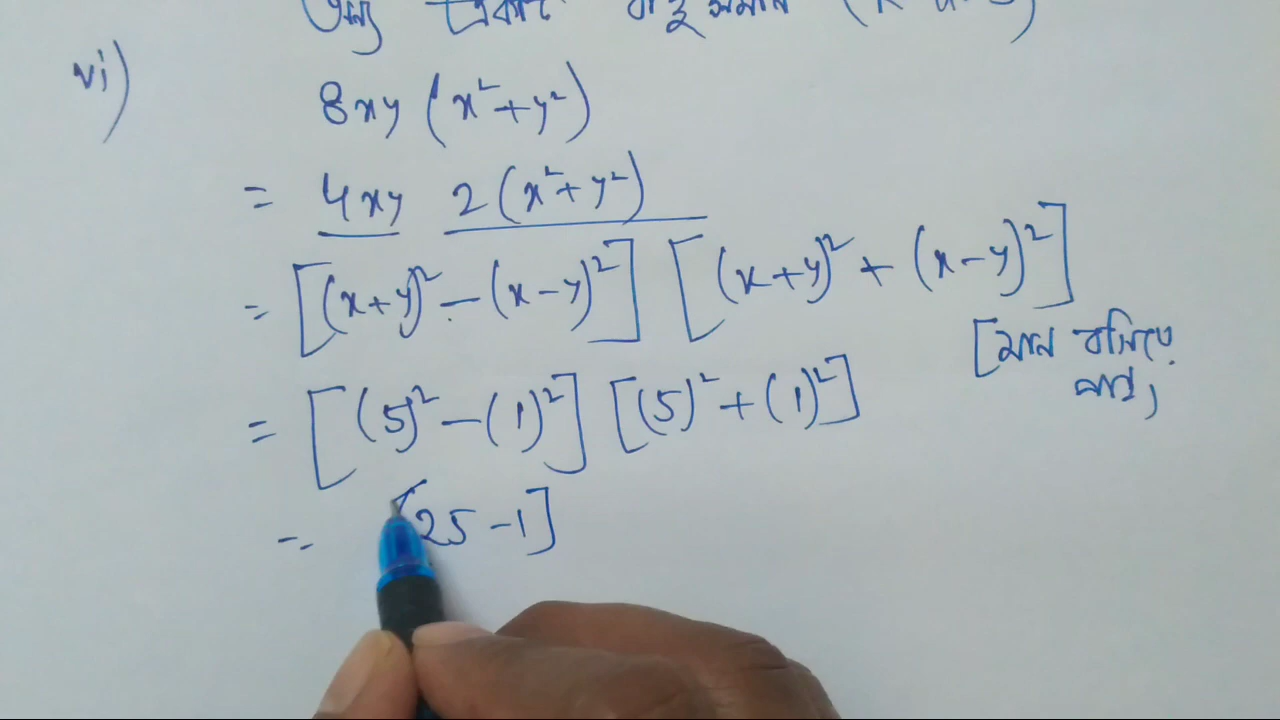 vi)
8xy (x²+y²)
= 4xy 2(x²+y²)
= [(x+y)² - (x-y)²] [(x+y)² + (x-y)²]
[মান বসিয়ে
পাই,
= [(5)² - (1)²] [(5)² + (1)²]
= [25 - 1]